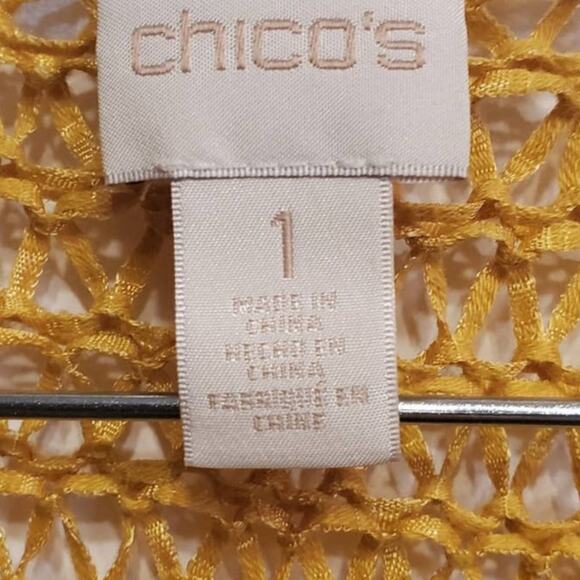 chico's
1
MADE IN
CHINA
HECHO EN
CHINA
FABRIQUÉ EN
CHINE